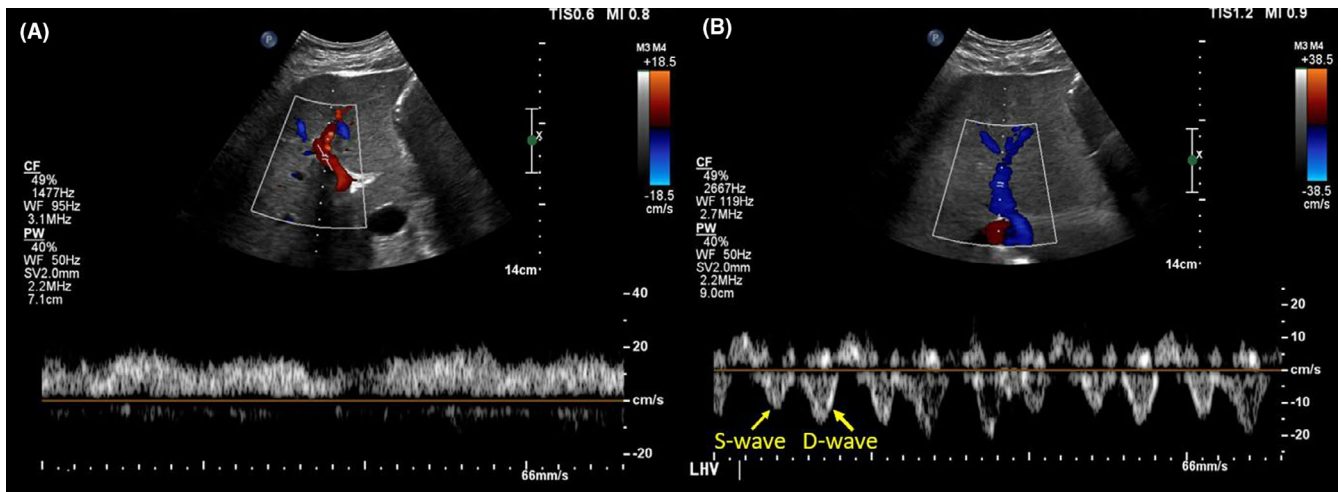 (A)
TIS0.6 MI 0.8
P
M3 M4
+18.5
-18.5
cm/s
X
CF
49%
1477Hz
WF 95Hz
3.1MHz
PW
40%
WF 50Hz
SV2.0mm
2.2MHz
7.1cm
14cm
40
20
cm/s
-20
66mm/s
(B)
TIS1.2 MI 0.9
P
M3 M4
+38.5
-38.5
cm/s
X
CF
49%
2667Hz
WF 119Hz
2.7MHz
PW
40%
WF 50Hz
SV2.0mm
2.2MHz
9.0cm
14cm
20
10
cm/s
-10
-20
S-wave D-wave
LHV
66mm/s